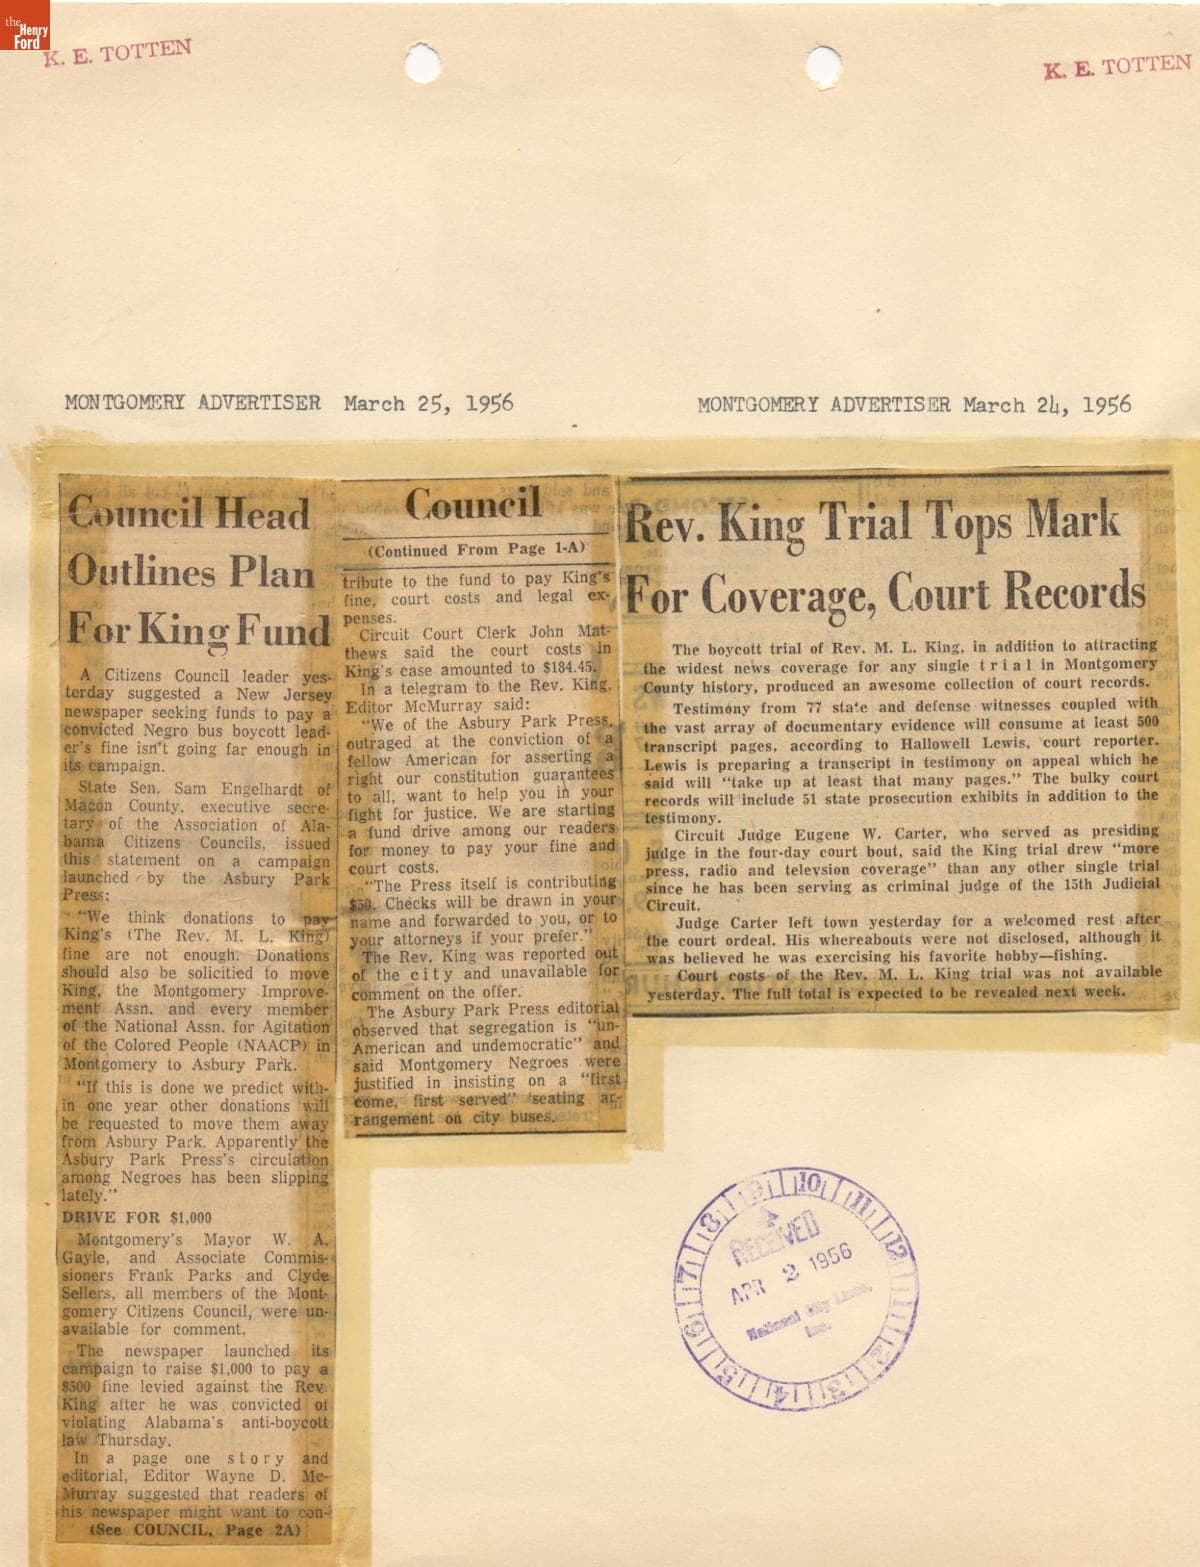 the
Henry
Ford
K. E. TOTTEN
K. E. TOTTEN
MONTGOMERY ADVERTISER March 25, 1956
Council Head
Outlines Plan
For King Fund
A Citizens Council leader yes-
terday suggested a New Jersey
newspaper seeking funds to pay a
convicted Negro bus boycott lead-
er's fine isn't going far enough in
its campaign.
State Sen. Sam Engelhardt of
Macon County, executive secre-
tary of the Association of Ala-
bama Citizens Councils, issued
this statement on a campaign
launched by the Asbury Park
Press:
"We think donations to pay
King's (The Rev. M. L. King)
fine are not enough. Donations
should also be solicitied to move
King, the Montgomery Improve-
ment Assn. and every member
of the National Assn. for Agitation
of the Colored People (NAACP) in
Montgomery to Asbury Park.
"If this is done we predict with-
in one year other donations will
be requested to move them away
from Asbury Park. Apparently the
Asbury Park Press's circulation
among Negroes has been slipping
lately."
DRIVE FOR $1,000
Montgomery's Mayor W. A.
Gayle, and Associate Commis-
sioners Frank Parks and Clyde
Sellers, all members of the Mont-
gomery Citizens Council, were un-
available for comment.
The newspaper launched its
campaign to raise $1,000 to pay a
$500 fine levied against the Rev.
King after he was convicted of
violating Alabama's anti-boycott
law Thursday.
In a page one story and
editorial, Editor Wayne D. Mc-
Murray suggested that readers of
his newspaper might want to con-
(See COUNCIL, Page 2A)
Council
(Continued From Page 1-A)
tribute to the fund to pay King's
fine, court costs and legal ex-
penses.
Circuit Court Clerk John Mat-
thews said the court costs in
King's case amounted to $184.45.
In a telegram to the Rev. King,
Editor McMurray said:
"We of the Asbury Park Press,
outraged at the conviction of a
fellow American for asserting a
right our constitution guarantees
to all, want to help you in your
fight for justice. We are starting
a fund drive among our readers
for money to pay your fine and
court costs.
"The Press itself is contributing
$50. Checks will be drawn in your
name and forwarded to you, or to
your attorneys if your prefer."
The Rev. King was reported out
of the city and unavailable for
comment on the offer.
The Asbury Park Press editorial
observed that segregation is "un-
American and undemocratic" and
said Montgomery Negroes were
justified in insisting on a "first
come, first served" seating ar-
rangement on city buses.
MONTGOMERY ADVERTISER March 24, 1956
Rev. King Trial Tops Mark
For Coverage, Court Records
The boycott trial of Rev. M. L. King, in addition to attracting
the widest news coverage for any single trial in Montgomery
County history, produced an awesome collection of court records.
Testimony from 77 state and defense witnesses coupled with
the vast array of documentary evidence will consume at least 500
transcript pages, according to Hallowell Lewis, court reporter.
Lewis is preparing a transcript in testimony on appeal which he
said will "take up at least that many pages." The bulky court
records will include 51 state prosecution exhibits in addition to the
testimony.
Circuit Judge Eugene W. Carter, who served as presiding
judge in the four-day court bout, said the King trial drew "more
press, radio and televsion coverage" than any other single trial
since he has been serving as criminal judge of the 15th Judicial
Circuit.
Judge Carter left town yesterday for a welcomed rest after
the court ordeal. His whereabouts were not disclosed, although it
was believed he was exercising his favorite hobby—fishing.
Court costs of the Rev. M. L. King trial was not available
yesterday. The full total is expected to be revealed next week.
9 10 11 12 1 2 3 4 5 6 7 8
RECEIVED
APR 2 1956
National City Lines,
Inc.